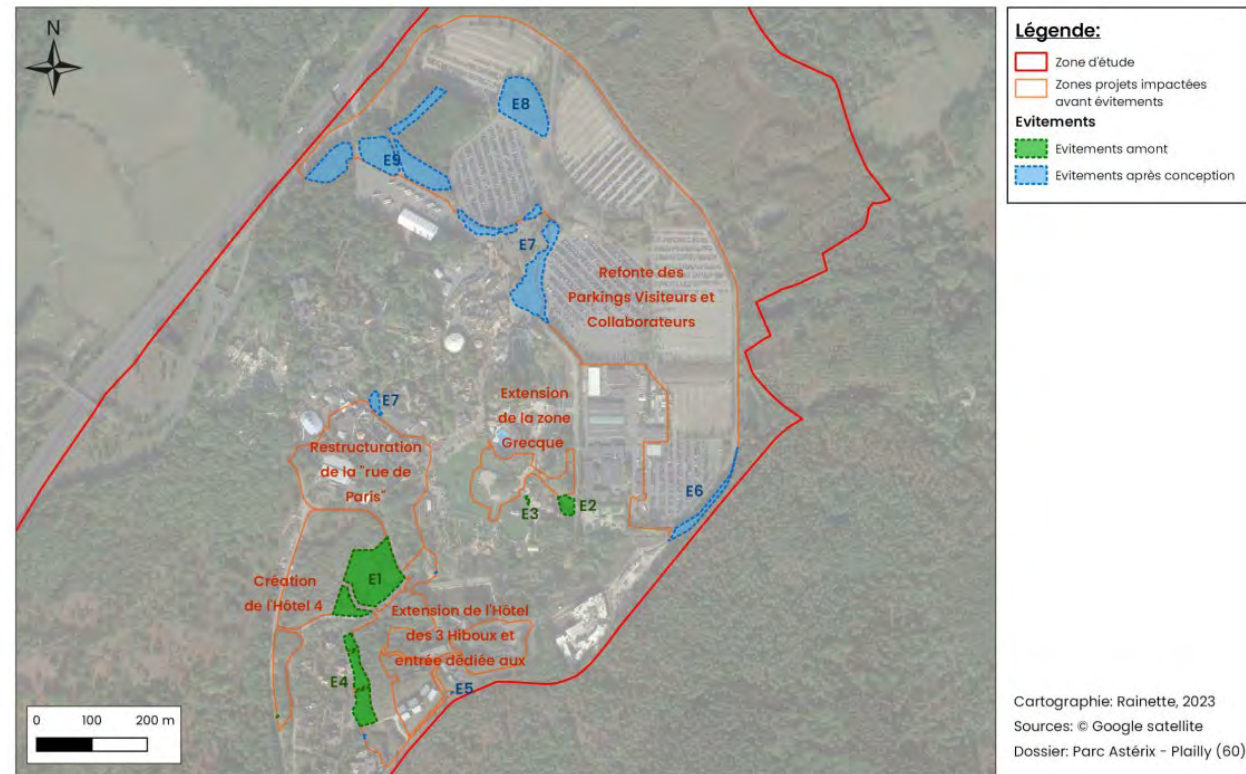 N
E8
E9
E7
Refonte des
Parkings Visiteurs et
Collaborateurs
Extension
de la zone
Grecque
E7
Restructuration
de la "rue de
Paris"
E6
E3
E2
E1
Création
de l'Hôtel 4
Extension de l'Hôtel
des 3 Hiboux et
entrée dédiée aux
E4
E5
0 100 200 m
Légende:
Zone d'étude
Zones projets impactées
avant évitements
Evitements
Evitements amont
Evitements après conception
Cartographie: Rainette, 2023
Sources: © Google satellite
Dossier: Parc Astérix - Plailly (60)